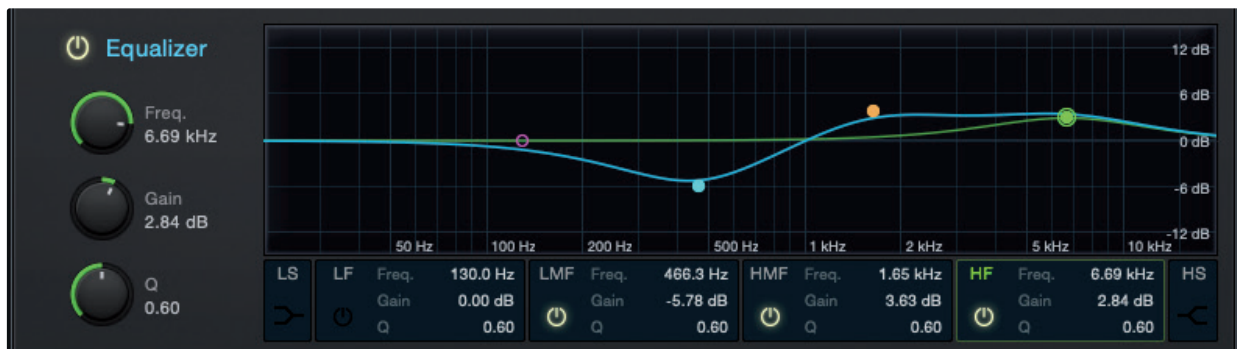 Equalizer
Freq.
6.69 kHz
Gain
2.84 dB
Q
0.60
12 dB
6 dB
0 dB
-6 dB
-12 dB
50 Hz 100 Hz 200 Hz 500 Hz 1 kHz 2 kHz 5 kHz 10 kHz
LS LF Freq. 130.0 Hz LMF Freq. 466.3 Hz HMF Freq. 1.65 kHz HF Freq. 6.69 kHz HS
Gain 0.00 dB Gain -5.78 dB Gain 3.63 dB Gain 2.84 dB
Q 0.60 Q 0.60 Q 0.60 Q 0.60